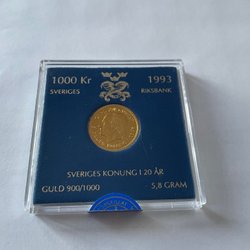 1000 Kr 1993
SVERIGES RIKSBANK
SVERIGES KONUNG I 20 ÅR
GULD 900/1000 5,8 GRAM